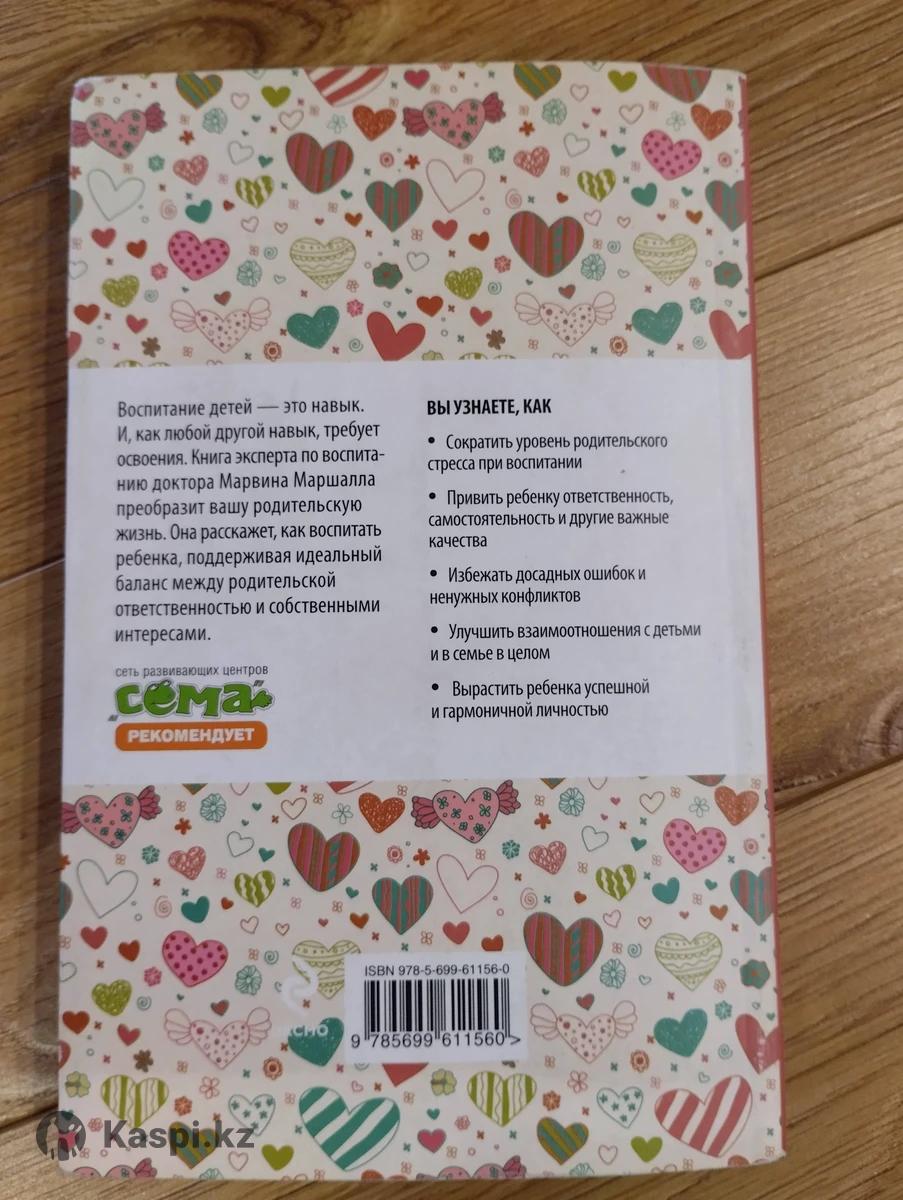 Воспитание детей — это навык.
И, как любой другой навык, требует
освоения. Книга эксперта по воспита-
нию доктора Марвина Маршалла
преобразит вашу родительскую
жизнь. Она расскажет, как воспитать
ребенка, поддерживая идеальный
баланс между родительской
ответственностью и собственными
интересами.
сеть развивающих центров
"сёма"
РЕКОМЕНДУЕТ
ВЫ УЗНАЕТЕ, КАК
• Сократить уровень родительского
стресса при воспитании
• Привить ребенку ответственность,
самостоятельность и другие важные
качества
• Избежать досадных ошибок и
ненужных конфликтов
• Улучшить взаимоотношения с детьми
и в семье в целом
• Вырастить ребенка успешной
и гармоничной личностью
ISBN 978-5-699-61156-0
9 785699 611560 >
Kaspi.kz